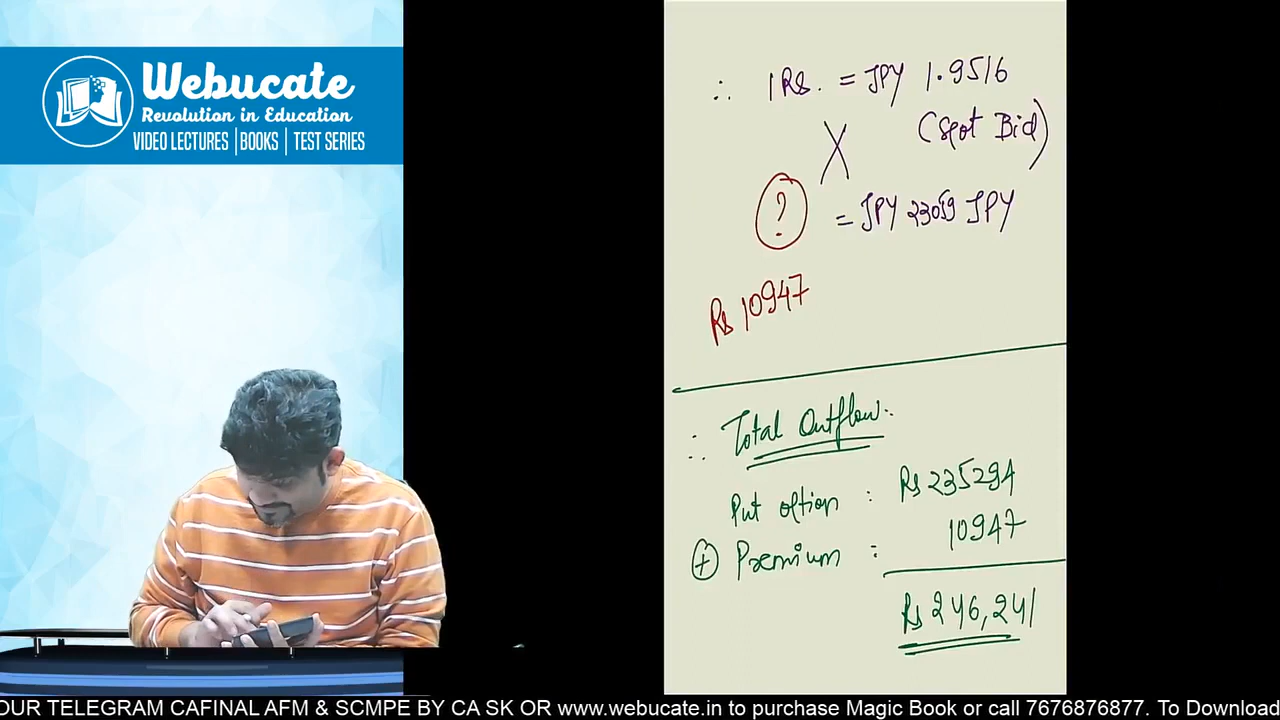 Webucate
Revolution in Education
VIDEO LECTURES | BOOKS | TEST SERIES
∴ 1 Rs. = JPY 1.9516
(Spot Bid)
? = JPY 23059 JPY
Rs 10947
∴ Total Outflow:
Put option : Rs 235294
+ Premium : 10947
Rs 246,241
OUR TELEGRAM CAFINAL AFM & SCMPE BY CA SK OR www.webucate.in to purchase Magic Book or call 7676876877. To Download